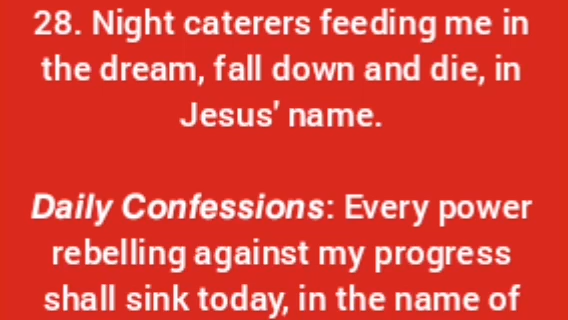 28. Night caterers feeding me in
the dream, fall down and die, in
Jesus' name.
Daily Confessions: Every power
rebelling against my progress
shall sink today, in the name of